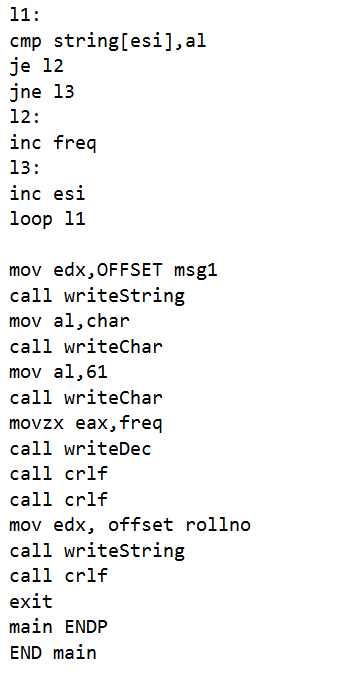 l1:
cmp string[esi],al
je l2
jne l3
l2:
inc freq
l3:
inc esi
loop l1
mov edx,OFFSET msg1
call writeString
mov al,char
call writeChar
mov al,61
call writeChar
movzx eax,freq
call writeDec
call crlf
call crlf
mov edx, offset rollno
call writeString
call crlf
exit
main ENDP
END main